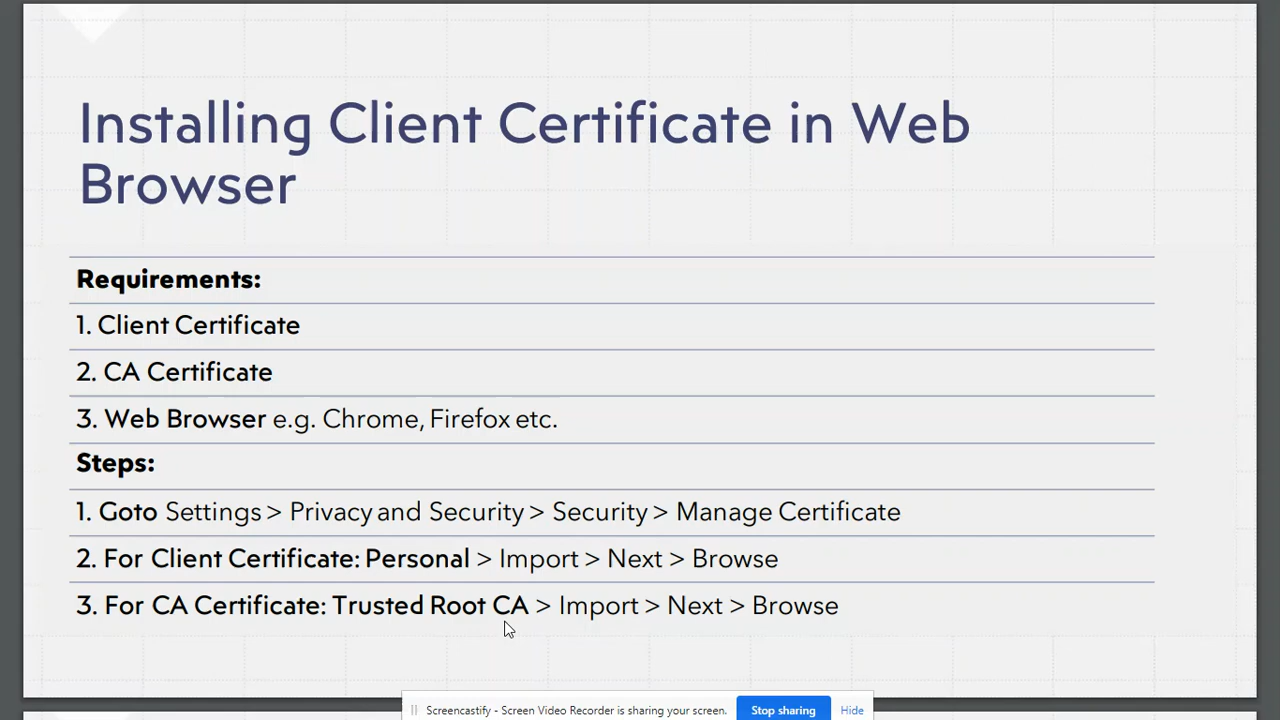 Installing Client Certificate in Web
Browser
Requirements:
1. Client Certificate
2. CA Certificate
3. Web Browser e.g. Chrome, Firefox etc.
Steps:
1. Goto Settings > Privacy and Security > Security > Manage Certificate
2. For Client Certificate: Personal > Import > Next > Browse
3. For CA Certificate: Trusted Root CA > Import > Next > Browse
Screencastify - Screen Video Recorder is sharing your screen. Stop sharing Hide